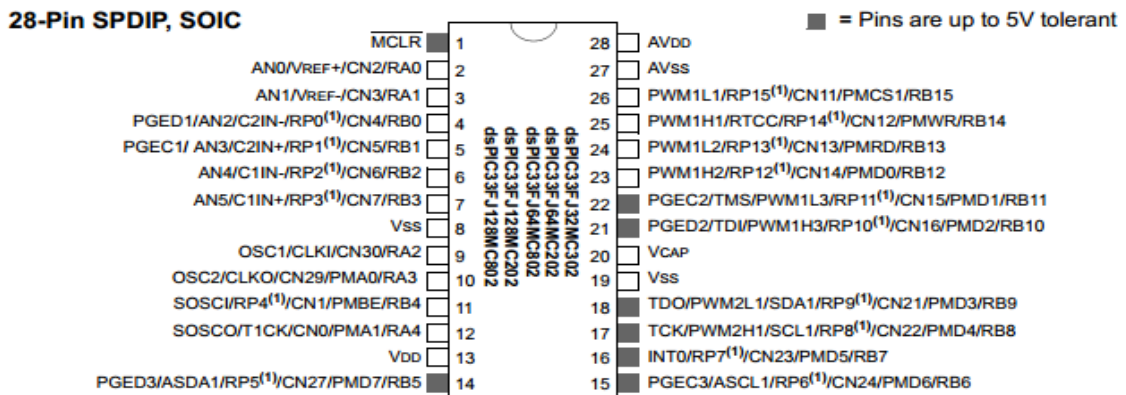 28-Pin SPDIP, SOIC
= Pins are up to 5V tolerant
MCLR 1
AN0/VREF+/CN2/RA0 2
AN1/VREF-/CN3/RA1 3
PGED1/AN2/C2IN-/RP0(1)/CN4/RB0 4
PGEC1/ AN3/C2IN+/RP1(1)/CN5/RB1 5
AN4/C1IN-/RP2(1)/CN6/RB2 6
AN5/C1IN+/RP3(1)/CN7/RB3 7
VSS 8
OSC1/CLKI/CN30/RA2 9
OSC2/CLKO/CN29/PMA0/RA3 10
SOSCI/RP4(1)/CN1/PMBE/RB4 11
SOSCO/T1CK/CN0/PMA1/RA4 12
VDD 13
PGED3/ASDA1/RP5(1)/CN27/PMD7/RB5 14
dsPIC33FJ32MC302
dsPIC33FJ64MC202
dsPIC33FJ64MC802
dsPIC33FJ128MC202
dsPIC33FJ128MC802
28 AVDD
27 AVSS
26 PWM1L1/RP15(1)/CN11/PMCS1/RB15
25 PWM1H1/RTCC/RP14(1)/CN12/PMWR/RB14
24 PWM1L2/RP13(1)/CN13/PMRD/RB13
23 PWM1H2/RP12(1)/CN14/PMD0/RB12
22 PGEC2/TMS/PWM1L3/RP11(1)/CN15/PMD1/RB11
21 PGED2/TDI/PWM1H3/RP10(1)/CN16/PMD2/RB10
20 VCAP
19 VSS
18 TDO/PWM2L1/SDA1/RP9(1)/CN21/PMD3/RB9
17 TCK/PWM2H1/SCL1/RP8(1)/CN22/PMD4/RB8
16 INT0/RP7(1)/CN23/PMD5/RB7
15 PGEC3/ASCL1/RP6(1)/CN24/PMD6/RB6